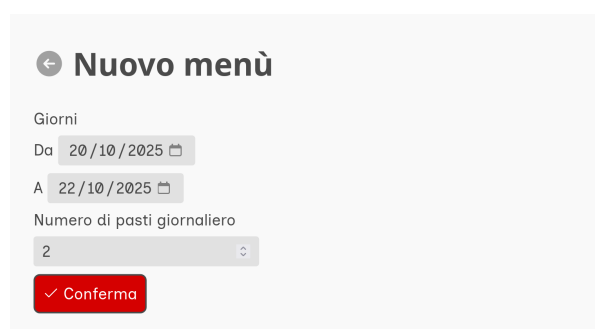 Nuovo menù
Giorni
Da 20/10/2025
A 22/10/2025
Numero di pasti giornaliero
2
Conferma